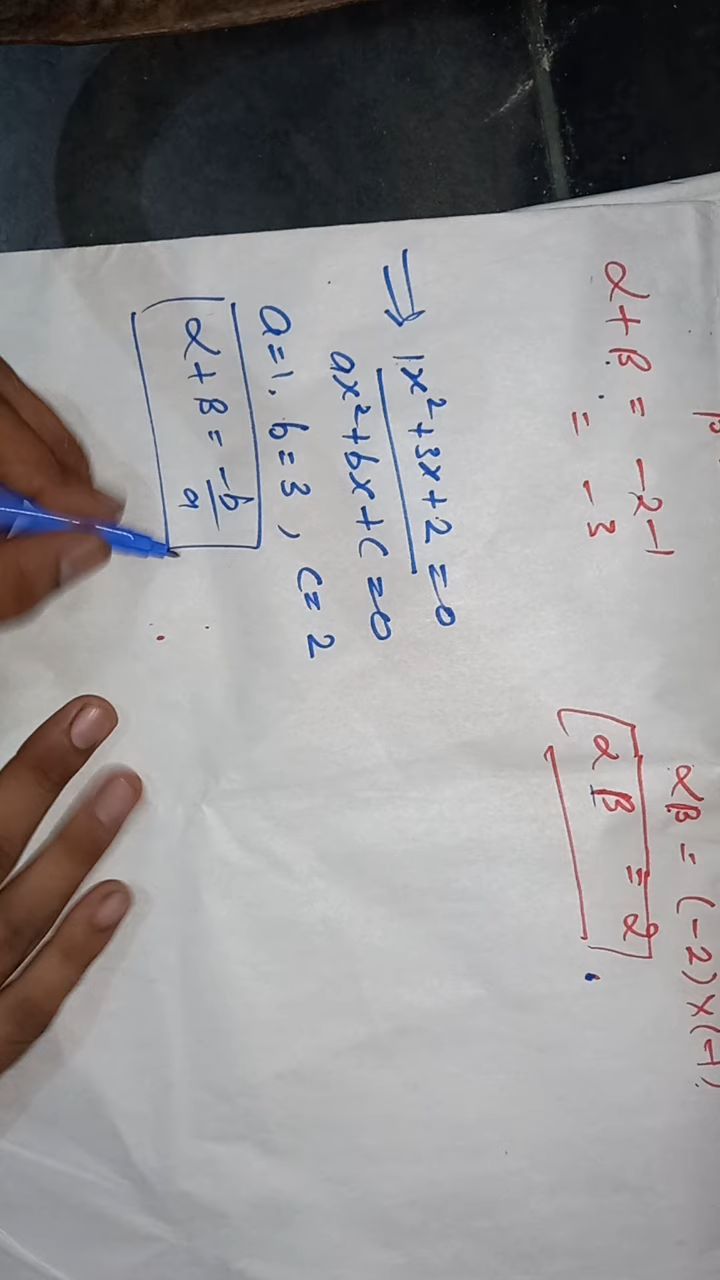 αβ = (-2)×(-1)
α+β = -2-1
= -3
αβ = 2
⇒ 1x²+3x+2=0
ax²+bx+c=0
a=1, b=3, c=2
α+β = -b/a